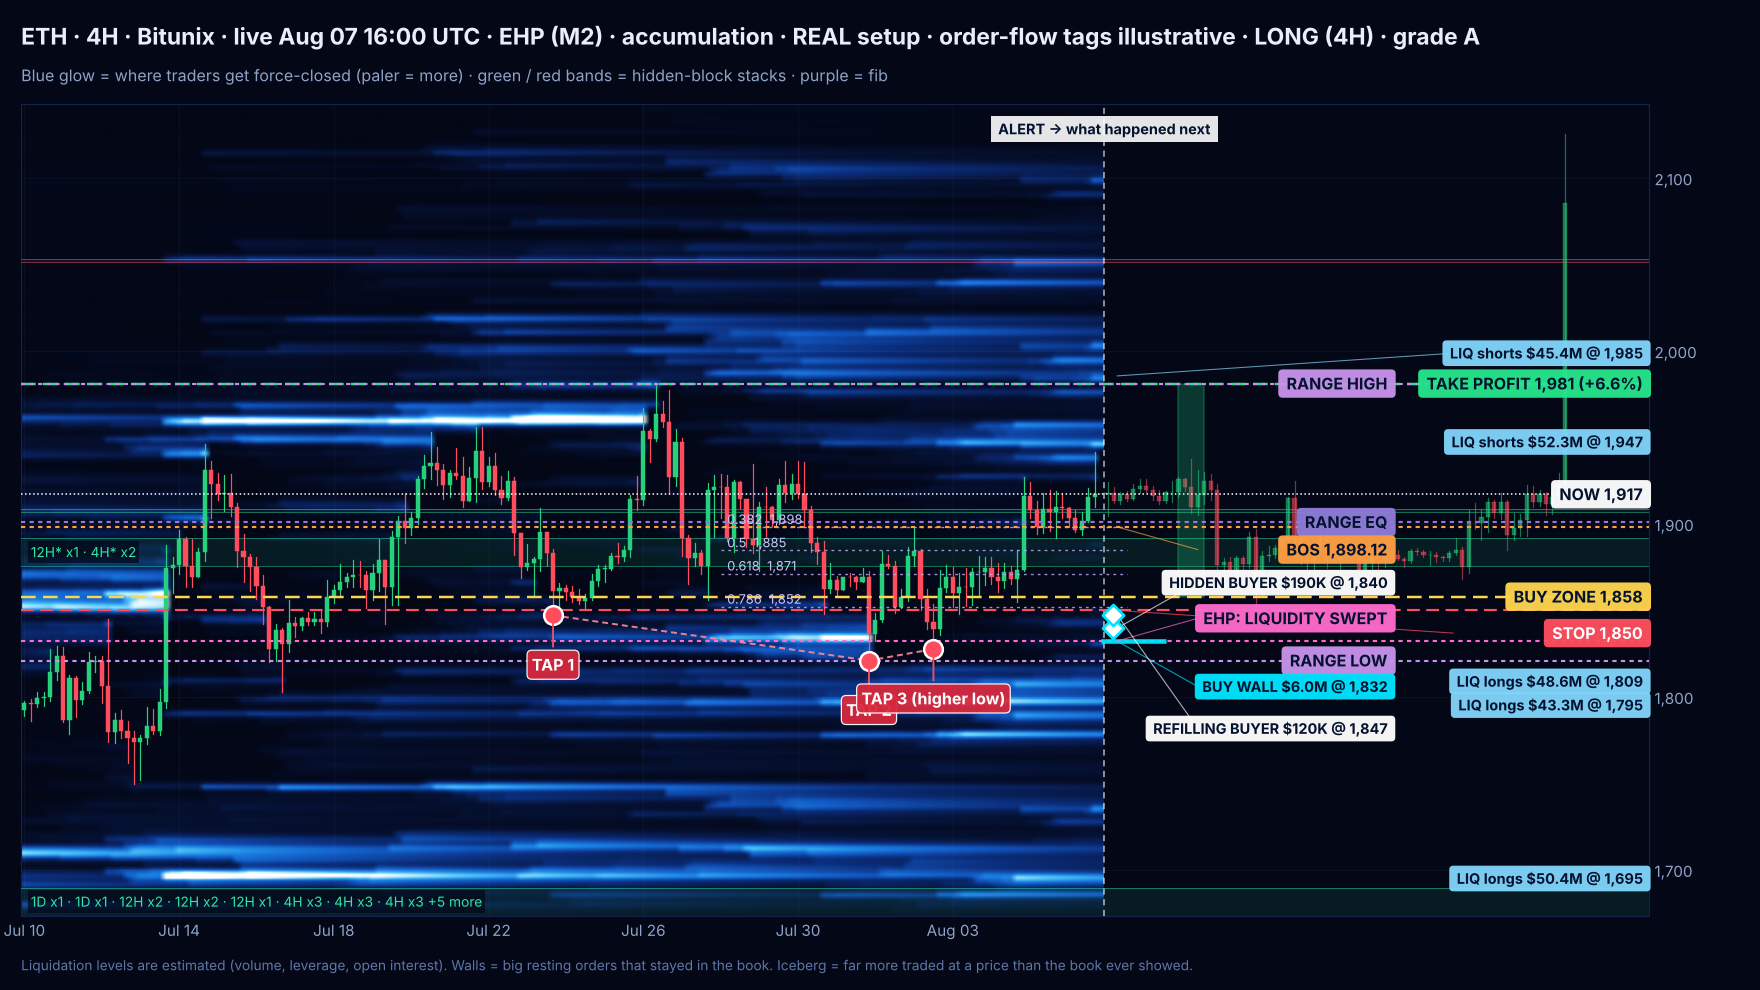 ETH · 4H · Bitunix · live Aug 07 16:00 UTC · EHP (M2) · accumulation · REAL setup · order-flow tags illustrative · LONG (4H) · grade A
Blue glow = where traders get force-closed (paler = more) · green / red bands = hidden-block stacks · purple = fib
ALERT → what happened next
2,100
LIQ shorts $45.4M @ 1,985
2,000
RANGE HIGH
TAKE PROFIT 1,981 (+6.6%)
LIQ shorts $52.3M @ 1,947
NOW 1,917
0.382 1,898
RANGE EQ
1,900
0.5 1,885
BOS 1,898.12
12H* x1 · 4H* x2
0.618 1,871
HIDDEN BUYER $190K @ 1,840
0.786 1,852
BUY ZONE 1,858
EHP: LIQUIDITY SWEPT
STOP 1,850
TAP 1
RANGE LOW
LIQ longs $48.6M @ 1,809
BUY WALL $6.0M @ 1,832
TAP 3 (higher low)
LIQ longs $43.3M @ 1,795
1,800
REFILLING BUYER $120K @ 1,847
LIQ longs $50.4M @ 1,695
1,700
1D x1 · 1D x1 · 12H x2 · 12H x2 · 12H x1 · 4H x3 · 4H x3 · 4H x3 +5 more
Jul 10
Jul 14
Jul 18
Jul 22
Jul 26
Jul 30
Aug 03
Liquidation levels are estimated (volume, leverage, open interest). Walls = big resting orders that stayed in the book. Iceberg = far more traded at a price than the book ever showed.